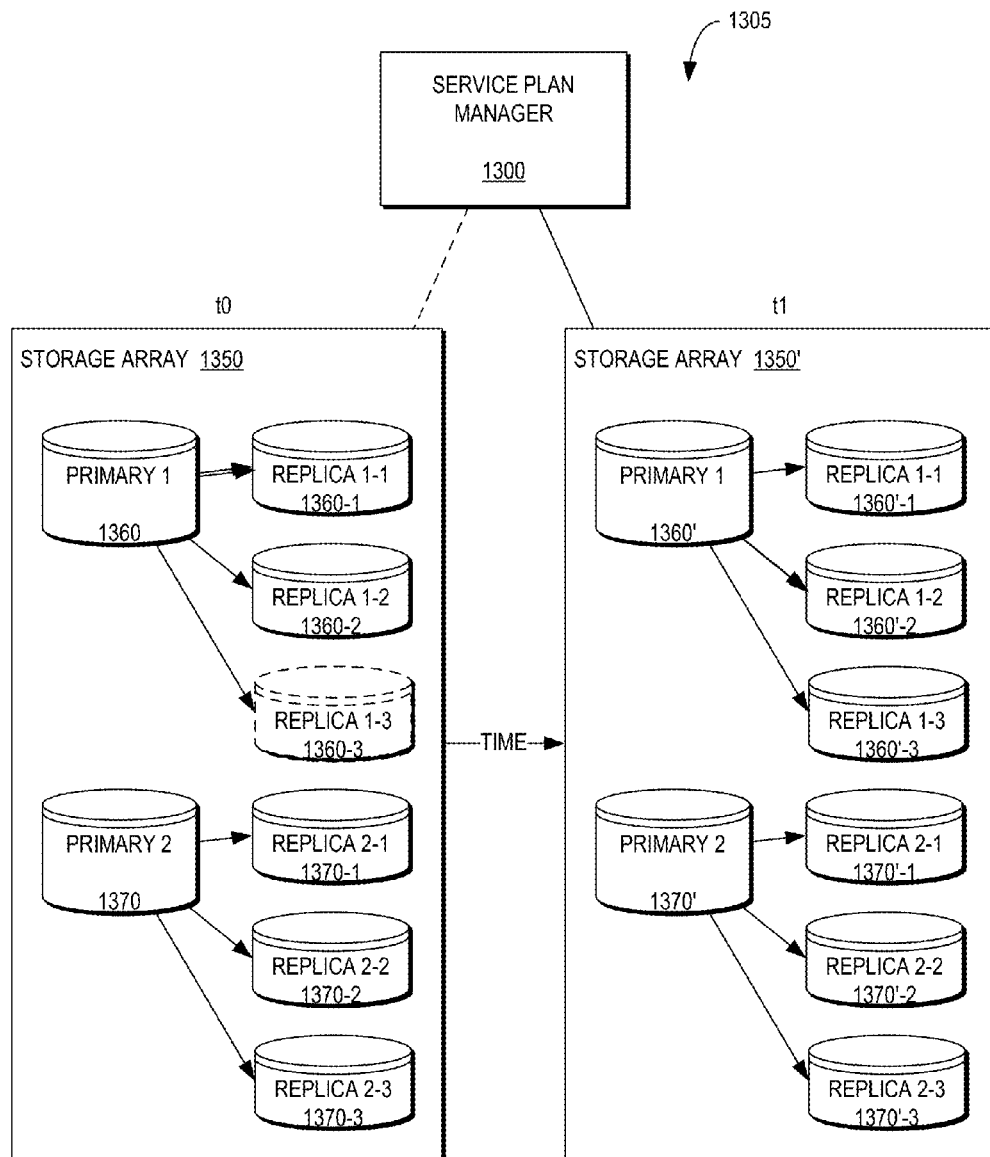 1305
SERVICE PLAN
MANAGER
1300
t0
t1
STORAGE ARRAY 1350
PRIMARY 1
1360
REPLICA 1-1
1360-1
REPLICA 1-2
1360-2
REPLICA 1-3
1360-3
PRIMARY 2
1370
REPLICA 2-1
1370-1
REPLICA 2-2
1370-2
REPLICA 2-3
1370-3
TIME
STORAGE ARRAY 1350'
PRIMARY 1
1360'
REPLICA 1-1
1360'-1
REPLICA 1-2
1360'-2
REPLICA 1-3
1360'-3
PRIMARY 2
1370'
REPLICA 2-1
1370'-1
REPLICA 2-2
1370'-2
REPLICA 2-3
1370'-3